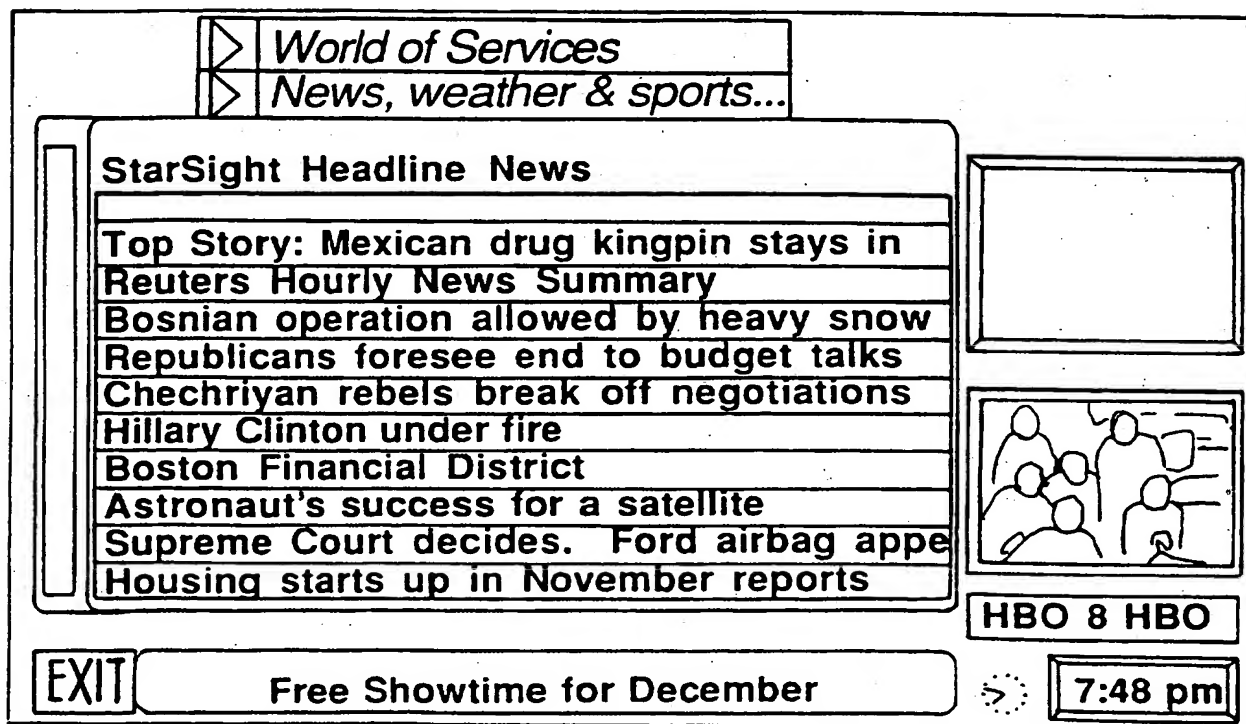 World of Services
News, weather & sports...
StarSight Headline News
Top Story: Mexican drug kingpin stays in
Reuters Hourly News Summary
Bosnian operation allowed by heavy snow
Republicans foresee end to budget talks
Chechriyan rebels break off negotiations
Hillary Clinton under fire
Boston Financial District
Astronaut's success for a satellite
Supreme Court decides. Ford airbag appe
Housing starts up in November reports
HBO 8 HBO
EXIT
Free Showtime for December
7:48 pm